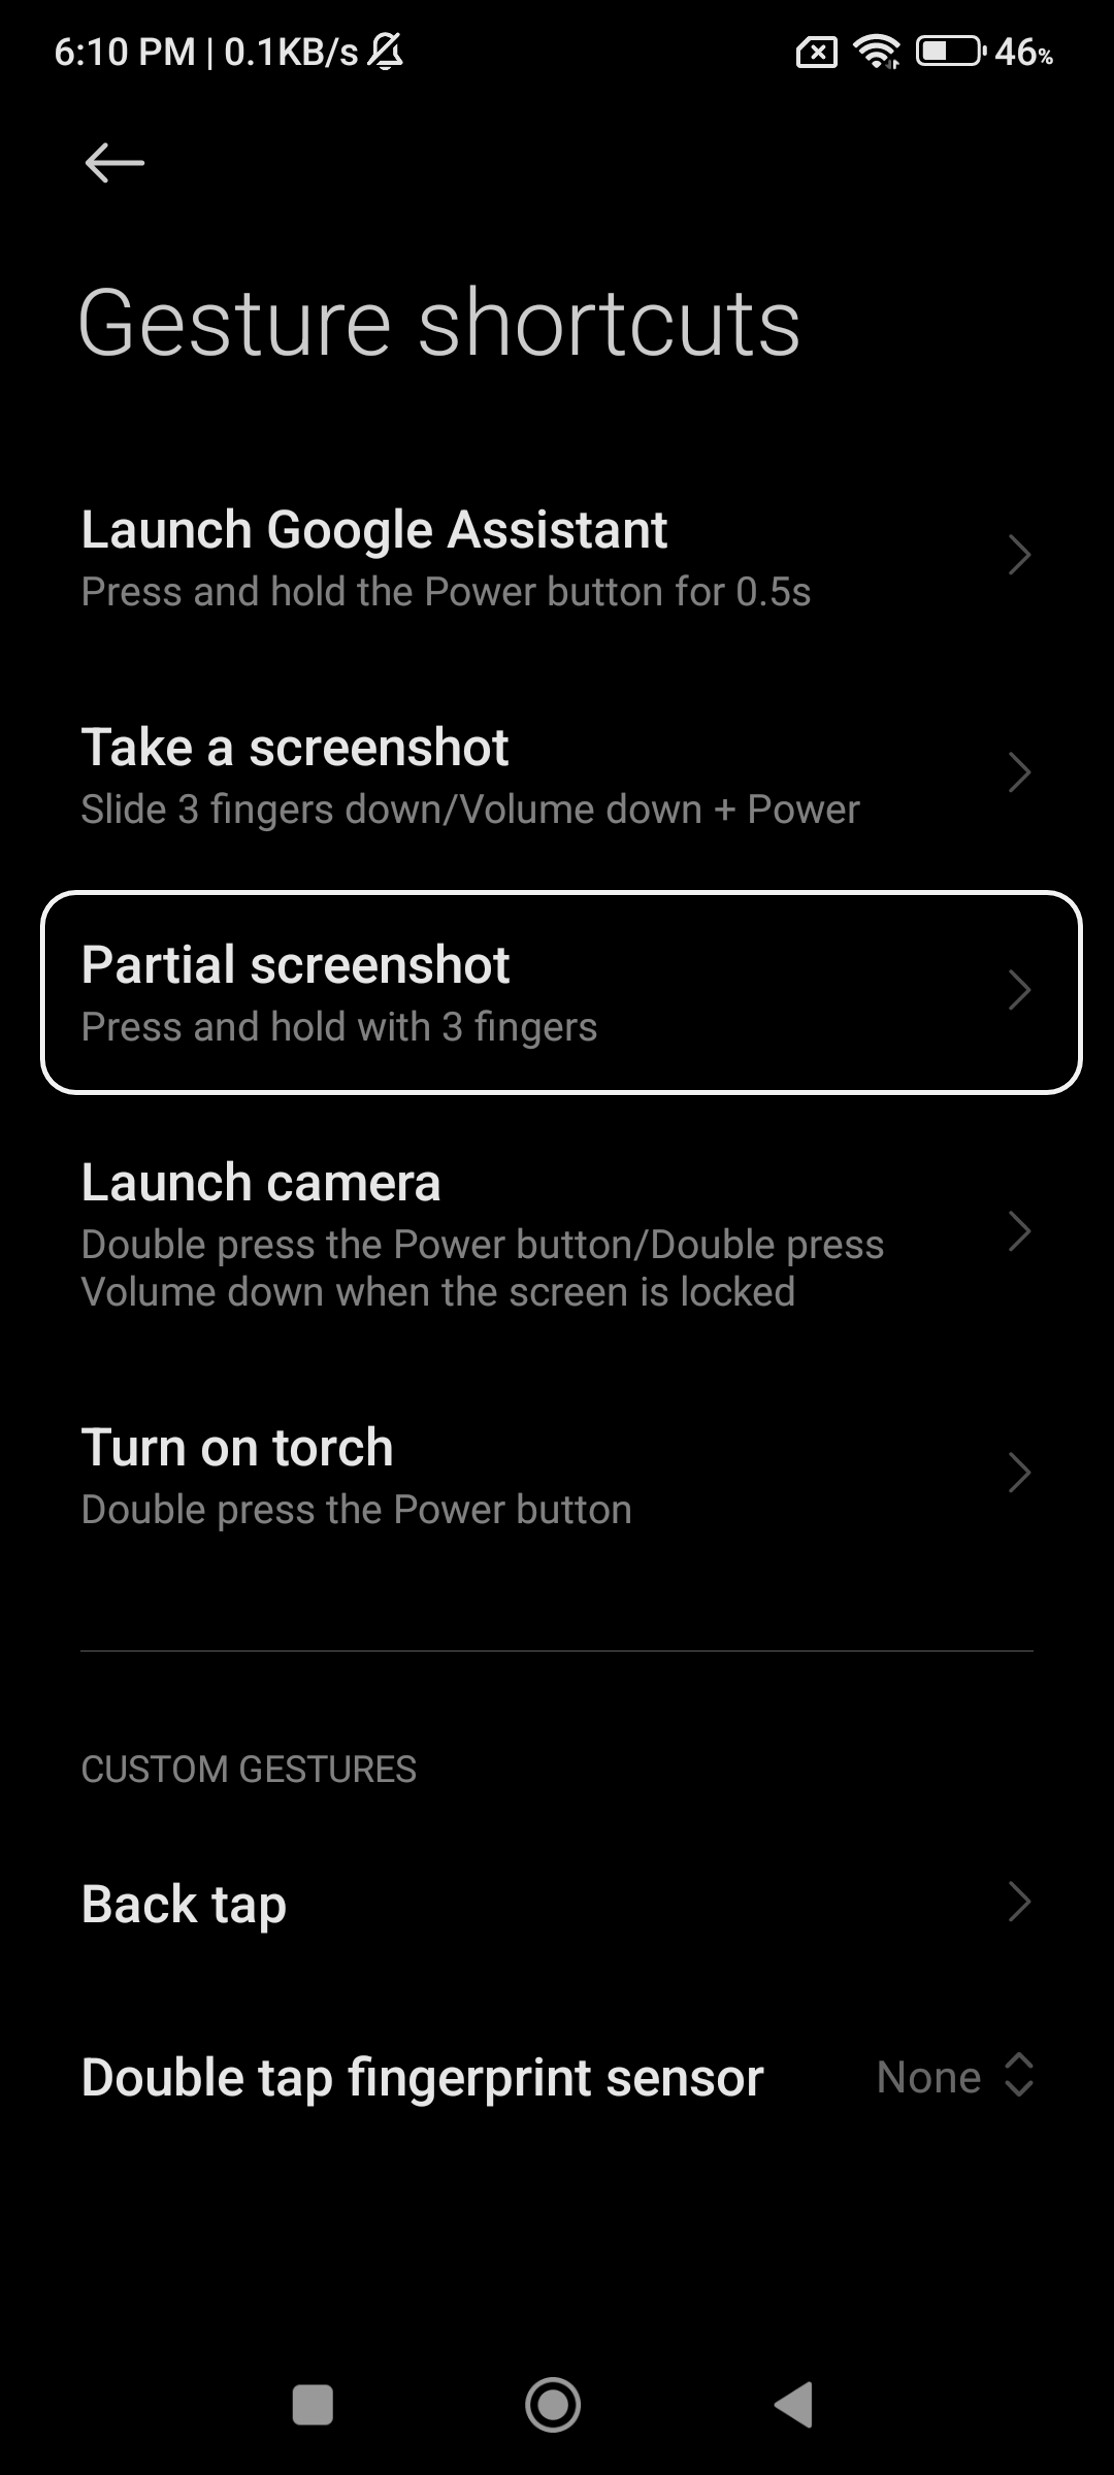 6:10 PM | 0.1KB/s 46%
Gesture shortcuts
Launch Google Assistant
Press and hold the Power button for 0.5s
Take a screenshot
Slide 3 fingers down/Volume down + Power
Partial screenshot
Press and hold with 3 fingers
Launch camera
Double press the Power button/Double press
Volume down when the screen is locked
Turn on torch
Double press the Power button
CUSTOM GESTURES
Back tap
Double tap fingerprint sensor None